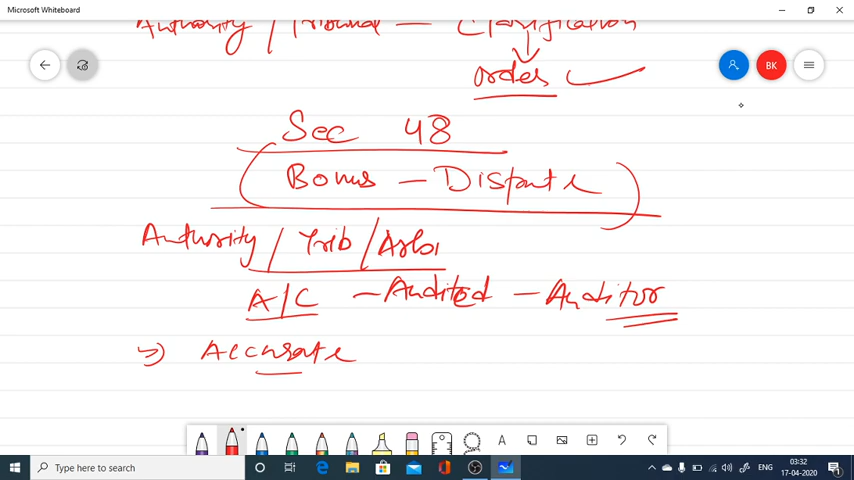 Microsoft Whiteboard
Authority / Tribunal — Clarification
orders
BK
Sec 48
Bonus — Dispute
Authority / Trib / Arbi
A/C — Audited — Auditor
⇒ Accurate
Type here to search
ENG
03:32
17-04-2020